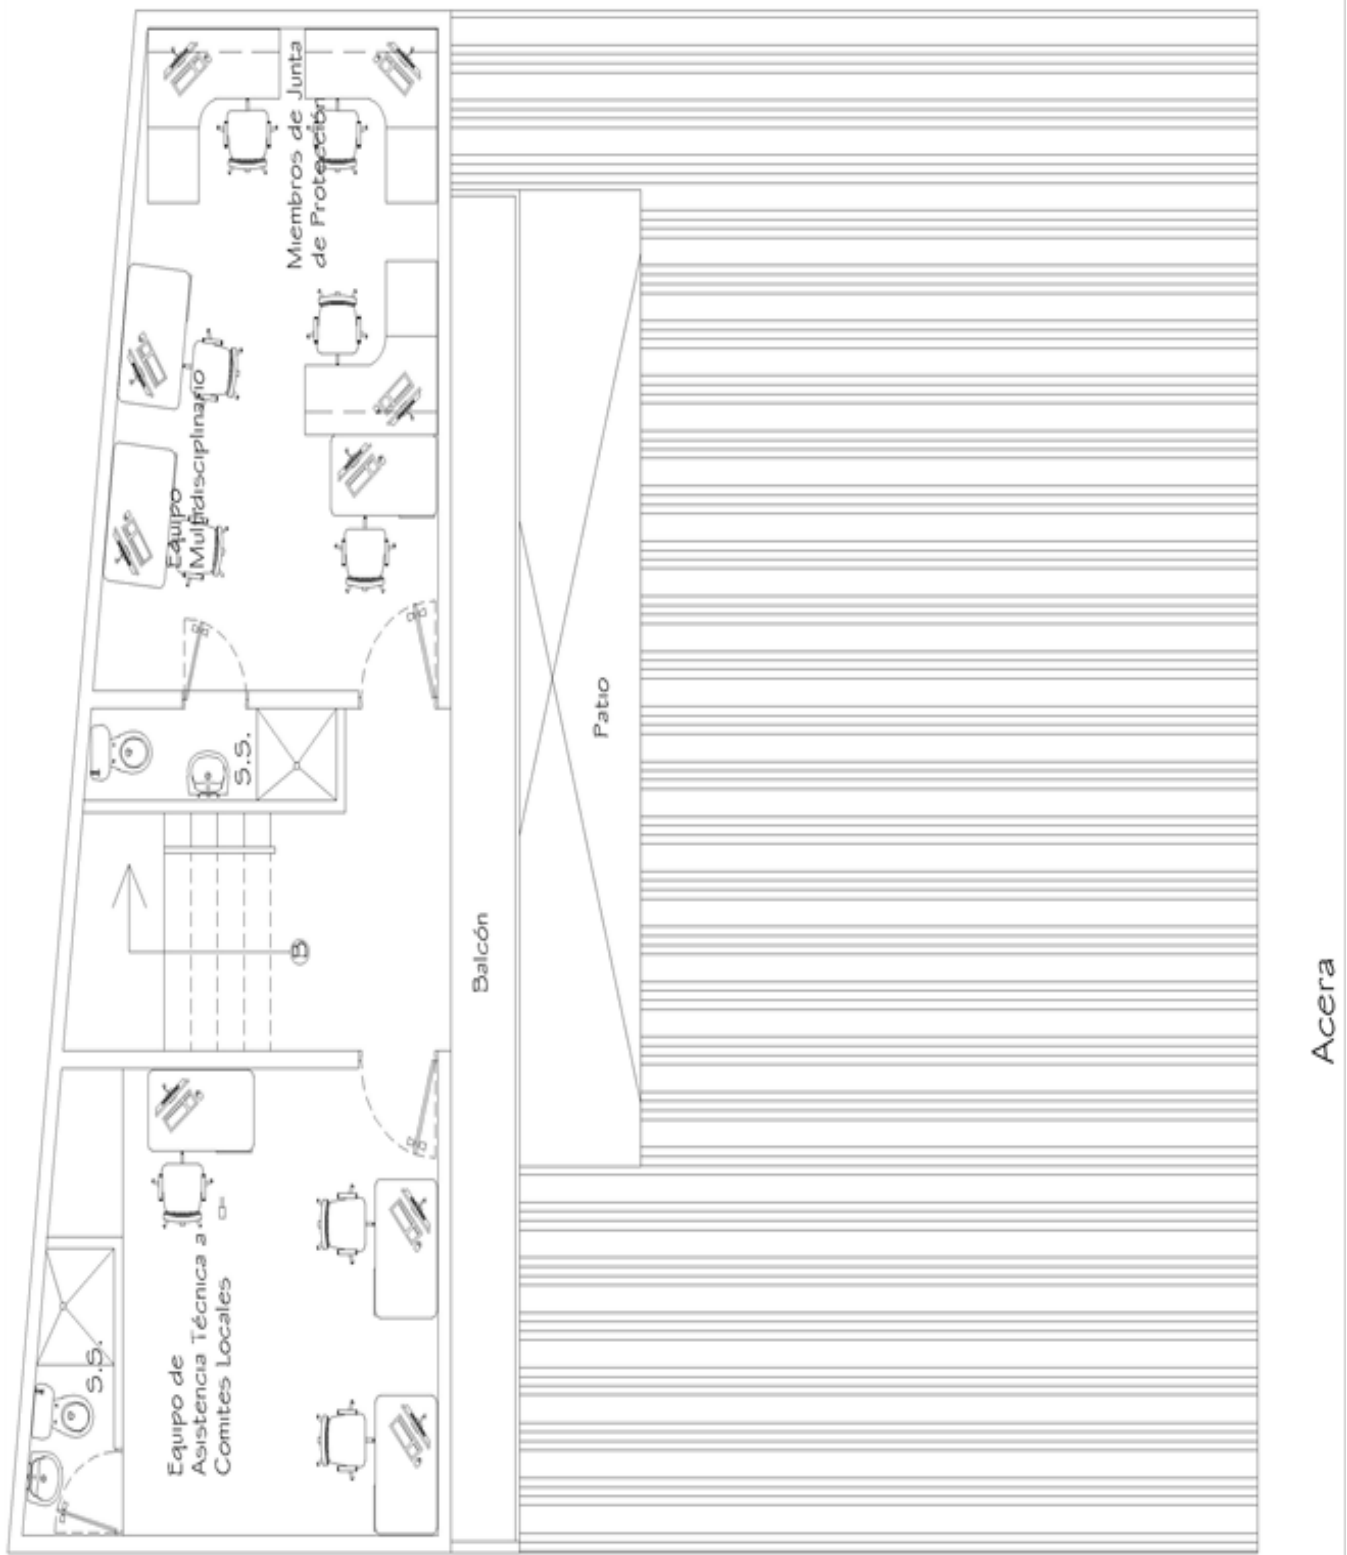 Equipo de
Asistencia Técnica a
Comites Locales
S.S.
B
S.S.
Equipo
Multidisciplinario
Miembros de Junta
de Protección
Balcón
Patio
Acera